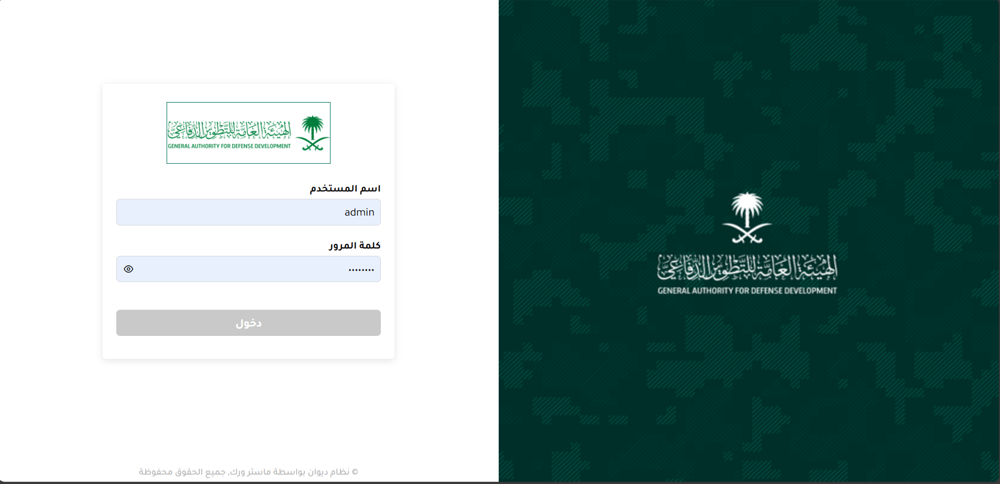 الهيئة العامة للتطوير الدفاعي
GENERAL AUTHORITY FOR DEFENSE DEVELOPMENT
اسم المستخدم
admin
كلمة المرور
••••••••
دخول
© نظام ديوان بواسطة ماستر ورك, جميع الحقوق محفوظة
الهيئة العامة للتطوير الدفاعي
GENERAL AUTHORITY FOR DEFENSE DEVELOPMENT